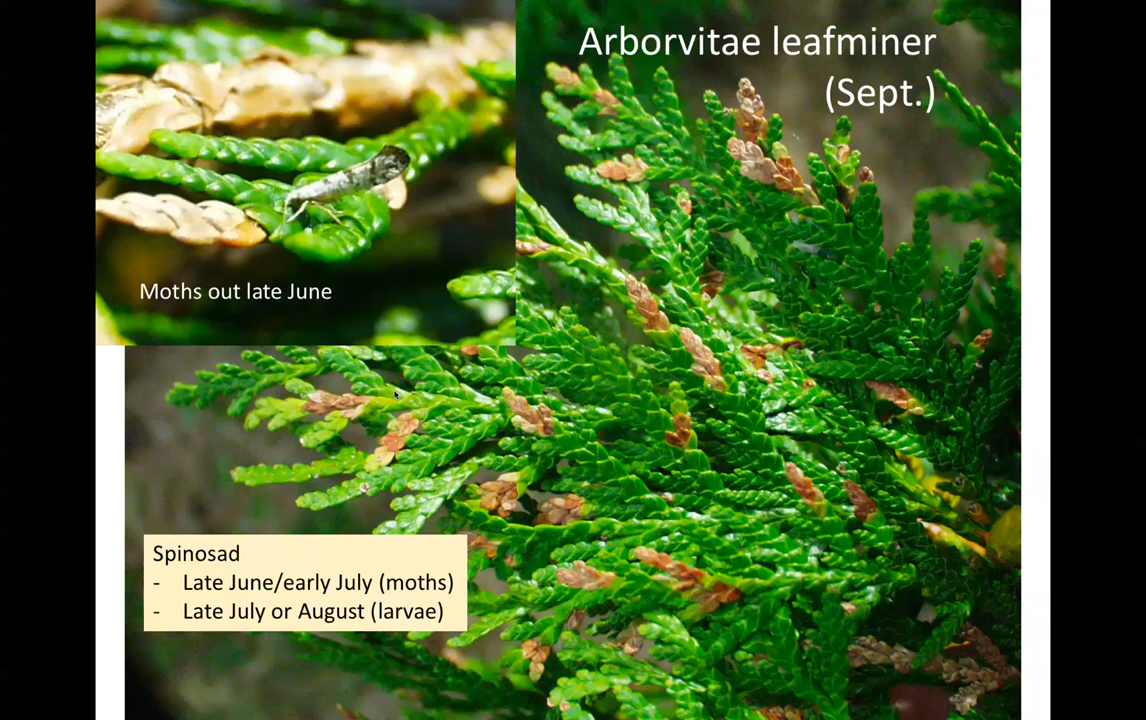 Arborvitae leafminer
(Sept.)
Moths out late June
Spinosad
- Late June/early July (moths)
- Late July or August (larvae)